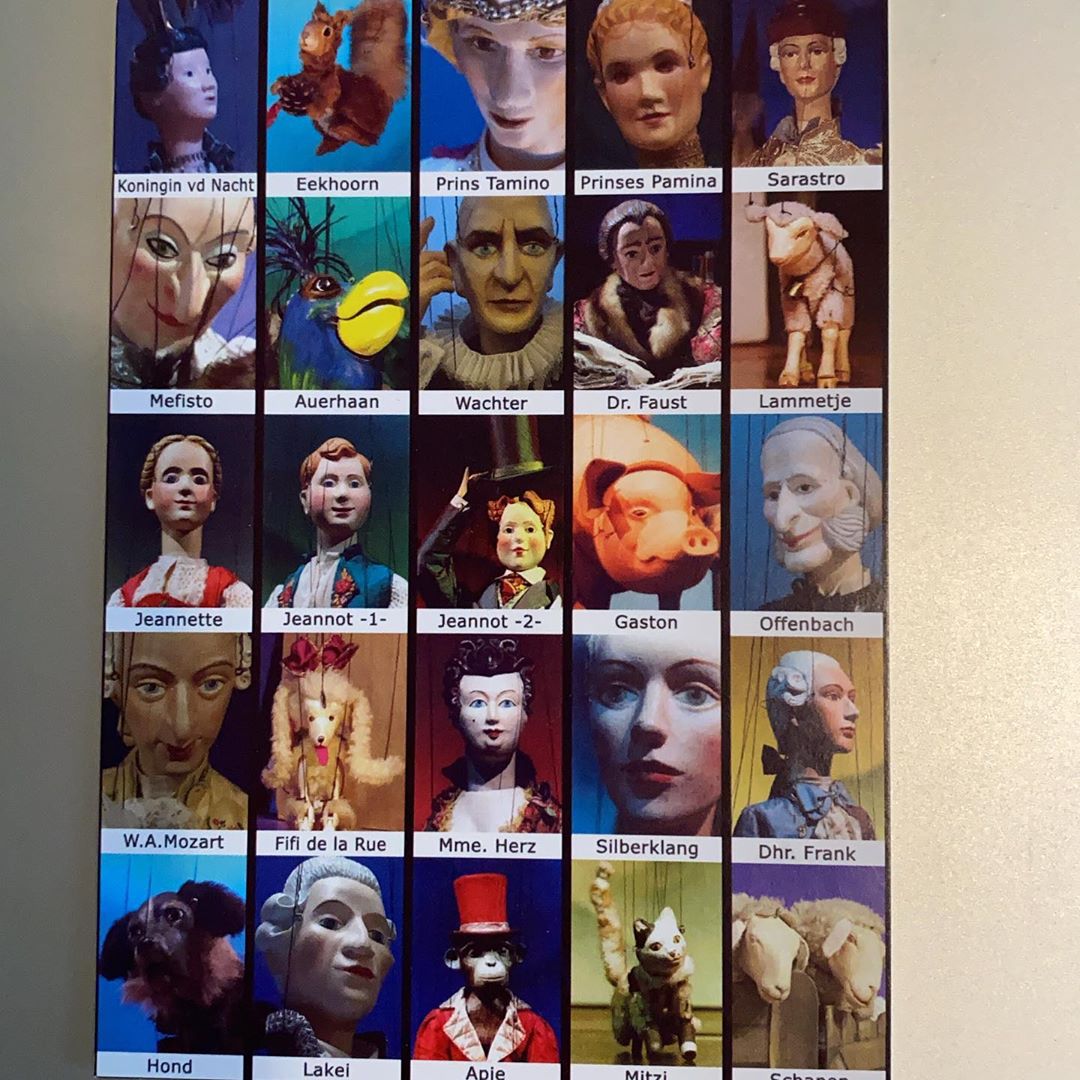 Koningin vd Nacht
Eekhoorn
Prins Tamino
Prinses Pamina
Sarastro
Mefisto
Auerhaan
Wachter
Dr. Faust
Lammetje
Jeannette
Jeannot -1-
Jeannot -2-
Gaston
Offenbach
W.A.Mozart
Fifi de la Rue
Mme. Herz
Silberklang
Dhr. Frank
Hond
Lakei
Apie
Mitzi
Schapen